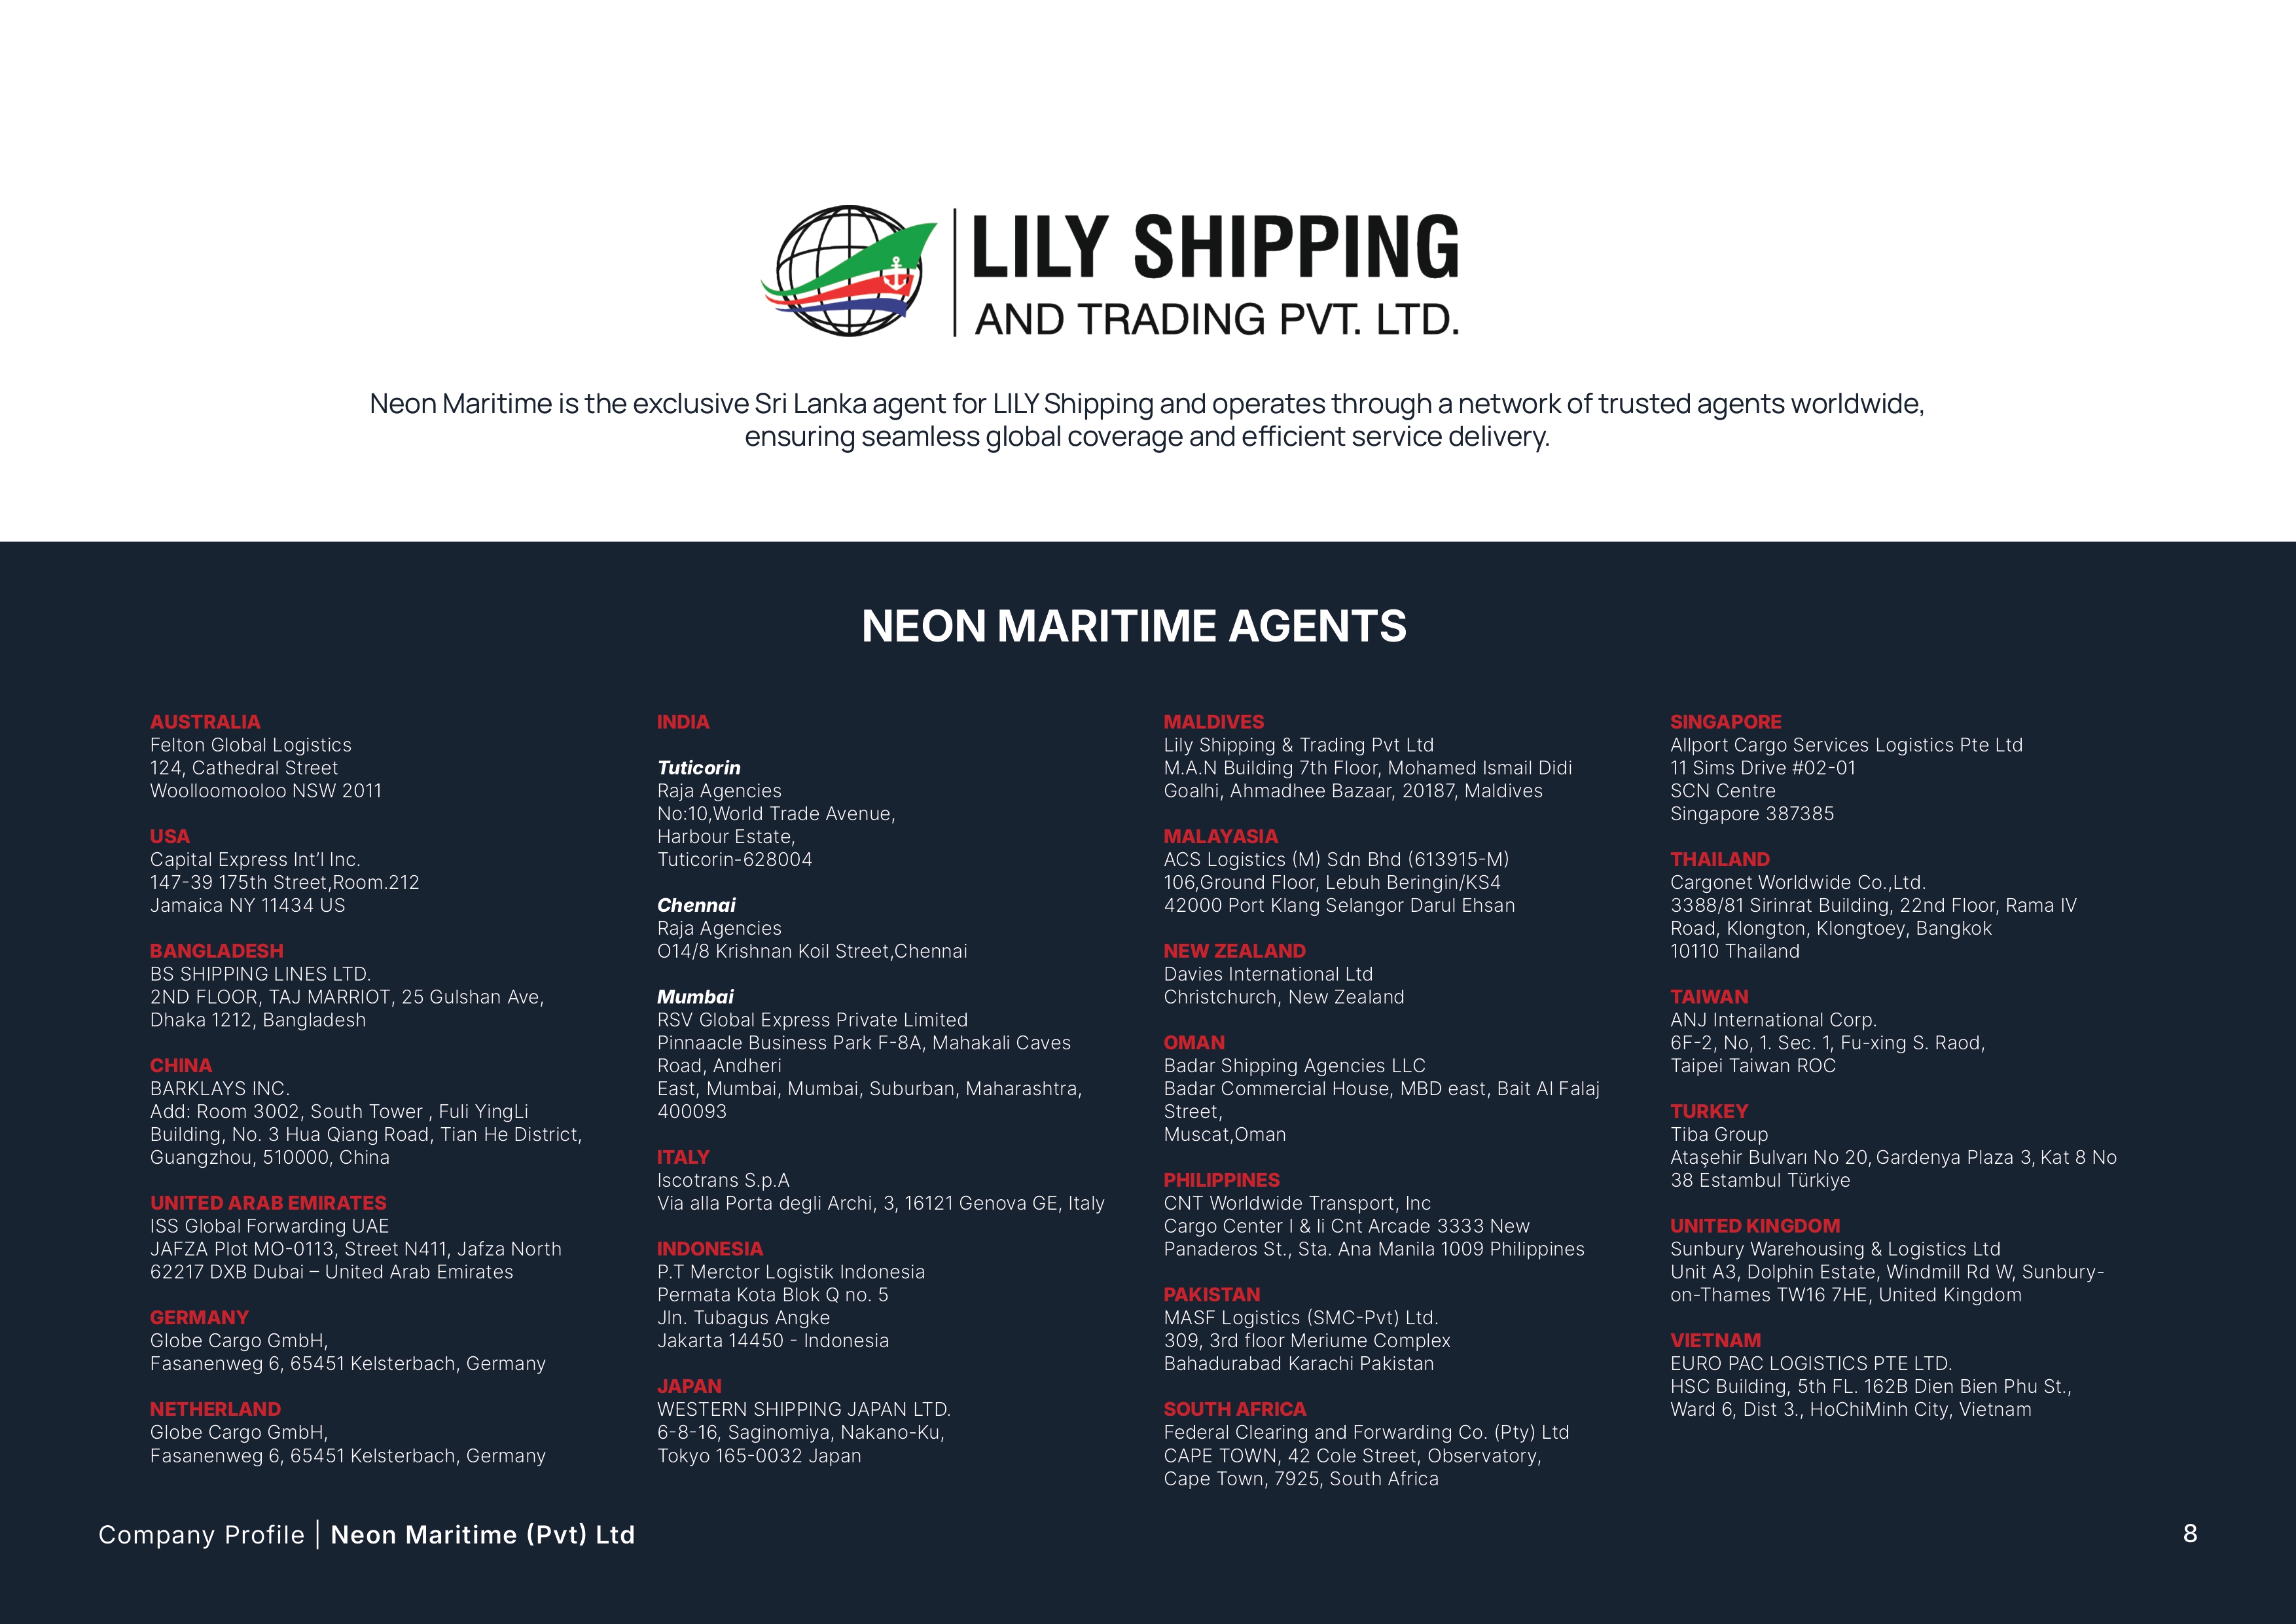 LILY SHIPPING
AND TRADING PVT. LTD.
Neon Maritime is the exclusive Sri Lanka agent for LILY Shipping and operates through a network of trusted agents worldwide,
ensuring seamless global coverage and efficient service delivery.
NEON MARITIME AGENTS
AUSTRALIA
Felton Global Logistics
124, Cathedral Street
Woolloomooloo NSW 2011
USA
Capital Express Int’l Inc.
147-39 175th Street,Room.212
Jamaica NY 11434 US
BANGLADESH
BS SHIPPING LINES LTD.
2ND FLOOR, TAJ MARRIOT, 25 Gulshan Ave,
Dhaka 1212, Bangladesh
CHINA
BARKLAYS INC.
Add: Room 3002, South Tower , Fuli YingLi
Building, No. 3 Hua Qiang Road, Tian He District,
Guangzhou, 510000, China
UNITED ARAB EMIRATES
ISS Global Forwarding UAE
JAFZA Plot MO-0113, Street N411, Jafza North
62217 DXB Dubai – United Arab Emirates
GERMANY
Globe Cargo GmbH,
Fasanenweg 6, 65451 Kelsterbach, Germany
NETHERLAND
Globe Cargo GmbH,
Fasanenweg 6, 65451 Kelsterbach, Germany
INDIA
Tuticorin
Raja Agencies
No:10,World Trade Avenue,
Harbour Estate,
Tuticorin-628004
Chennai
Raja Agencies
O14/8 Krishnan Koil Street,Chennai
Mumbai
RSV Global Express Private Limited
Pinnaacle Business Park F-8A, Mahakali Caves
Road, Andheri
East, Mumbai, Mumbai, Suburban, Maharashtra,
400093
ITALY
Iscotrans S.p.A
Via alla Porta degli Archi, 3, 16121 Genova GE, Italy
INDONESIA
P.T Merctor Logistik Indonesia
Permata Kota Blok Q no. 5
Jln. Tubagus Angke
Jakarta 14450 - Indonesia
JAPAN
WESTERN SHIPPING JAPAN LTD.
6-8-16, Saginomiya, Nakano-Ku,
Tokyo 165-0032 Japan
MALDIVES
Lily Shipping & Trading Pvt Ltd
M.A.N Building 7th Floor, Mohamed Ismail Didi
Goalhi, Ahmadhee Bazaar, 20187, Maldives
MALAYASIA
ACS Logistics (M) Sdn Bhd (613915-M)
106,Ground Floor, Lebuh Beringin/KS4
42000 Port Klang Selangor Darul Ehsan
NEW ZEALAND
Davies International Ltd
Christchurch, New Zealand
OMAN
Badar Shipping Agencies LLC
Badar Commercial House, MBD east, Bait Al Falaj
Street,
Muscat,Oman
PHILIPPINES
CNT Worldwide Transport, Inc
Cargo Center I & Ii Cnt Arcade 3333 New
Panaderos St., Sta. Ana Manila 1009 Philippines
PAKISTAN
MASF Logistics (SMC-Pvt) Ltd.
309, 3rd floor Meriume Complex
Bahadurabad Karachi Pakistan
SOUTH AFRICA
Federal Clearing and Forwarding Co. (Pty) Ltd
CAPE TOWN, 42 Cole Street, Observatory,
Cape Town, 7925, South Africa
SINGAPORE
Allport Cargo Services Logistics Pte Ltd
11 Sims Drive #02-01
SCN Centre
Singapore 387385
THAILAND
Cargonet Worldwide Co.,Ltd.
3388/81 Sirinrat Building, 22nd Floor, Rama IV
Road, Klongton, Klongtoey, Bangkok
10110 Thailand
TAIWAN
ANJ International Corp.
6F-2, No, 1. Sec. 1, Fu-xing S. Raod,
Taipei Taiwan ROC
TURKEY
Tiba Group
Ataşehir Bulvarı No 20, Gardenya Plaza 3, Kat 8 No
38 Estambul Türkiye
UNITED KINGDOM
Sunbury Warehousing & Logistics Ltd
Unit A3, Dolphin Estate, Windmill Rd W, Sunbury-
on-Thames TW16 7HE, United Kingdom
VIETNAM
EURO PAC LOGISTICS PTE LTD.
HSC Building, 5th FL. 162B Dien Bien Phu St.,
Ward 6, Dist 3., HoChiMinh City, Vietnam
Company Profile | Neon Maritime (Pvt) Ltd
8